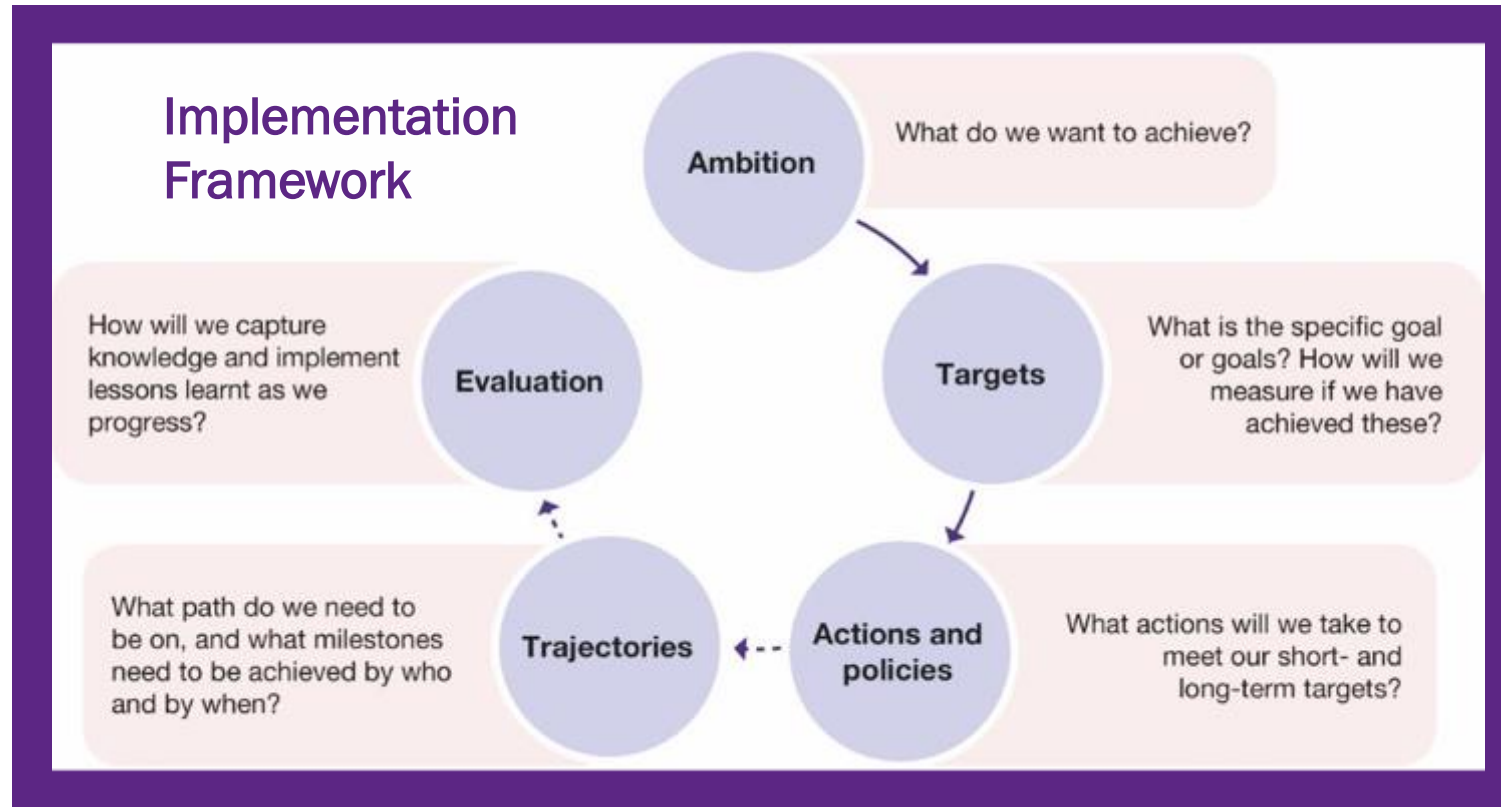 Implementation
Framework
Ambition
What do we want to achieve?
Targets
What is the specific goal
or goals? How will we
measure if we have
achieved these?
Actions and
policies
What actions will we take to
meet our short- and
long-term targets?
Trajectories
What path do we need to
be on, and what milestones
need to be achieved by who
and by when?
Evaluation
How will we capture
knowledge and implement
lessons learnt as we
progress?